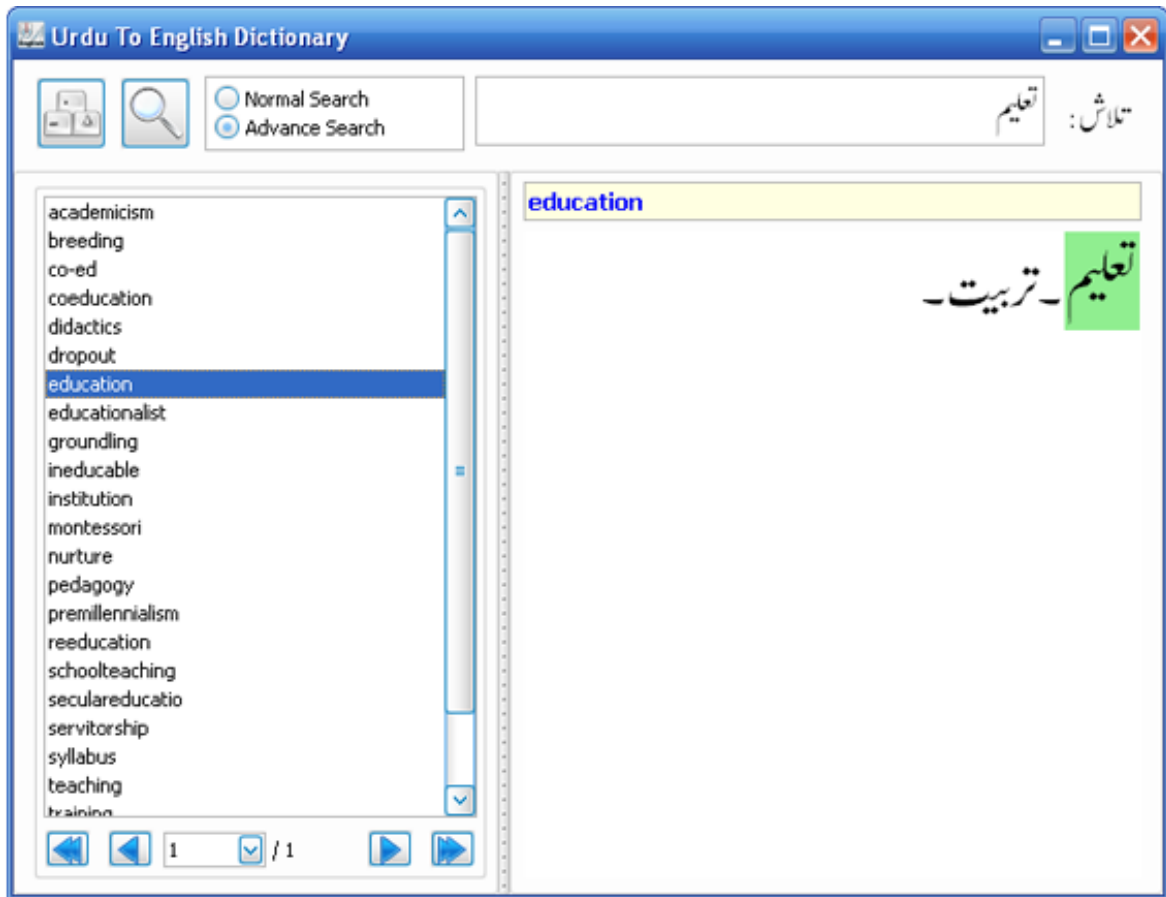 Urdu To English Dictionary
Normal Search
Advance Search
تعلیم
تلاش:
academicism
breeding
co-ed
coeducation
didactics
dropout
education
educationalist
groundling
ineducable
institution
montessori
nurture
pedagogy
premillennialism
reeducation
schoolteaching
seculareducatio
servitorship
syllabus
teaching
training
1 / 1
education
تعلیم۔تربیت۔